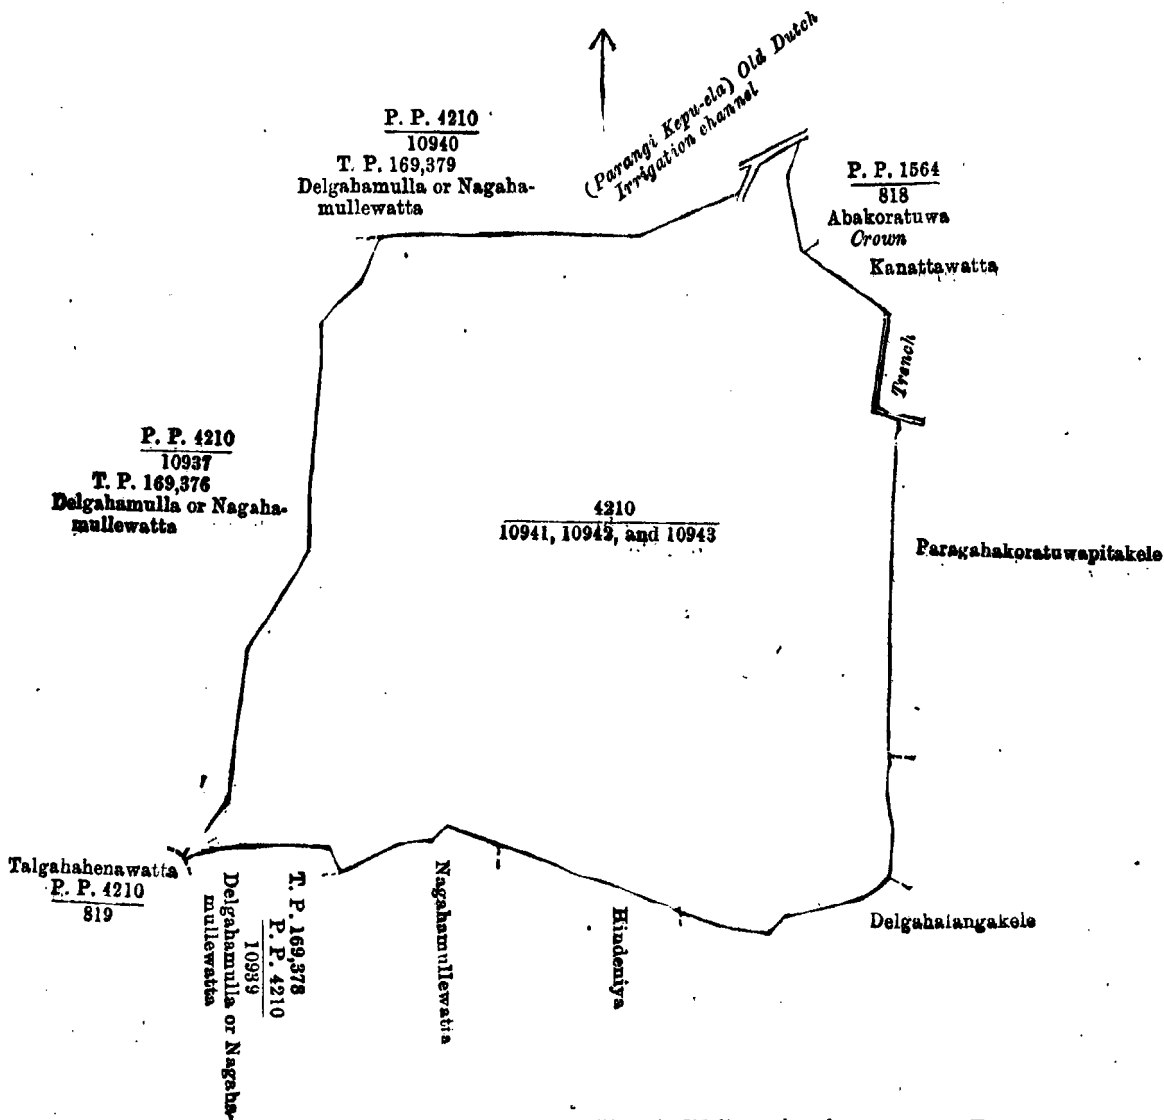 (Parangi Kepu-ela) Old Dutch
Irrigation channel
P. P. 4210
10940
T. P. 169,379
Delgahamulla or Nagaha-
mullewatta
P. P. 1564
818
Abakoratuwa
Crown
Kanattawatta
Trench
P. P. 4210
10937
T. P. 169,376
Delgahamulla or Nagaha-
mullewatta
4210
10941, 10942, and 10943
Paragahakoratuwapitakele
Talgahahenawatta
P. P. 4210
819
T. P. 169,378
P. P. 4210
10939
Delgahamulla or Nagaha-
mullewatta
Nagahamullewatta
Hindeniya
Delgahalangakele